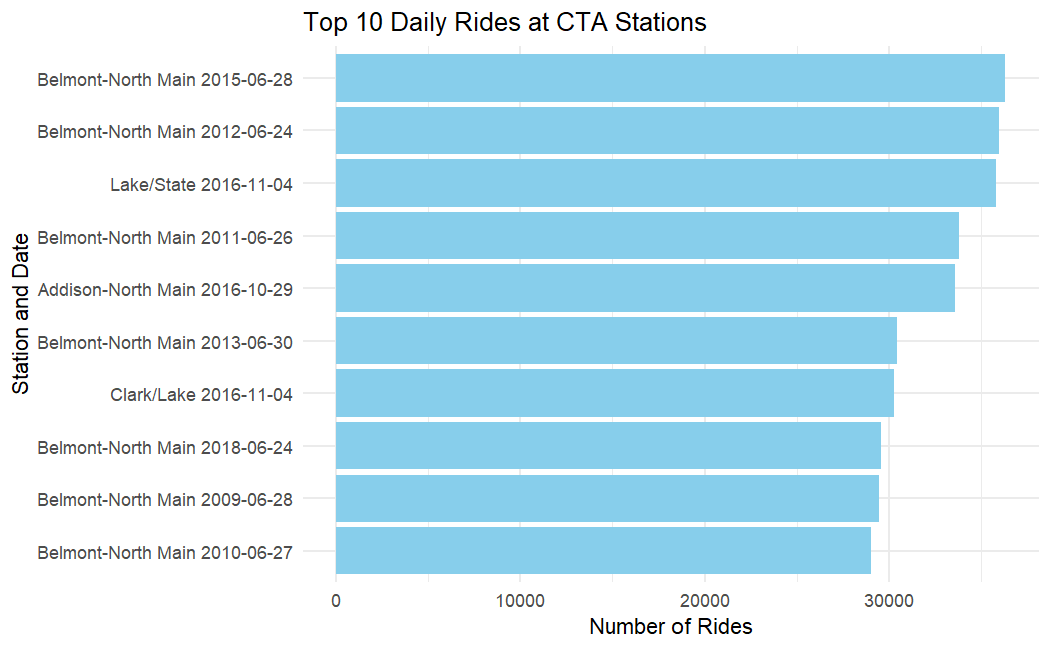 Top 10 Daily Rides at CTA Stations
Station and Date
Belmont-North Main 2015-06-28
Belmont-North Main 2012-06-24
Lake/State 2016-11-04
Belmont-North Main 2011-06-26
Addison-North Main 2016-10-29
Belmont-North Main 2013-06-30
Clark/Lake 2016-11-04
Belmont-North Main 2018-06-24
Belmont-North Main 2009-06-28
Belmont-North Main 2010-06-27
0 10000 20000 30000
Number of Rides